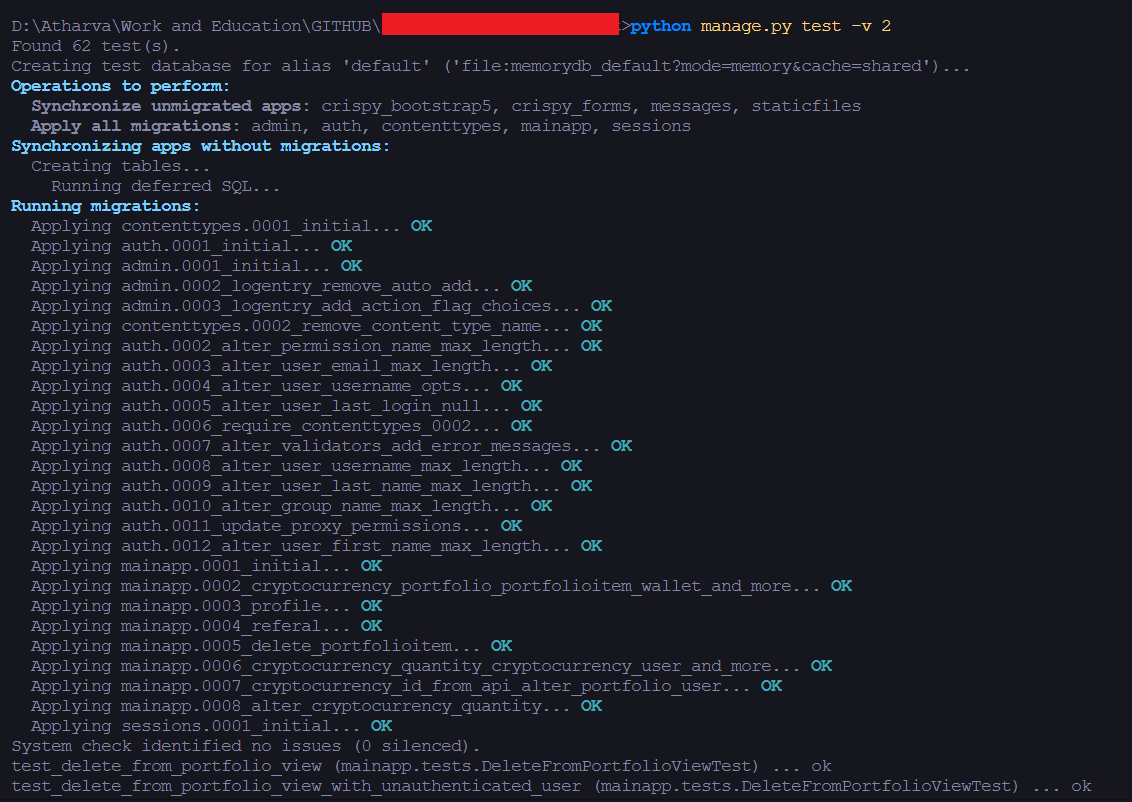 D:\Atharva\Work and Education\GITHUB\>python manage.py test -v 2
Found 62 test(s).
Creating test database for alias 'default' ('file:memorydb_default?mode=memory&cache=shared')...
Operations to perform:
  Synchronize unmigrated apps: crispy_bootstrap5, crispy_forms, messages, staticfiles
  Apply all migrations: admin, auth, contenttypes, mainapp, sessions
Synchronizing apps without migrations:
  Creating tables...
    Running deferred SQL...
Running migrations:
  Applying contenttypes.0001_initial... OK
  Applying auth.0001_initial... OK
  Applying admin.0001_initial... OK
  Applying admin.0002_logentry_remove_auto_add... OK
  Applying admin.0003_logentry_add_action_flag_choices... OK
  Applying contenttypes.0002_remove_content_type_name... OK
  Applying auth.0002_alter_permission_name_max_length... OK
  Applying auth.0003_alter_user_email_max_length... OK
  Applying auth.0004_alter_user_username_opts... OK
  Applying auth.0005_alter_user_last_login_null... OK
  Applying auth.0006_require_contenttypes_0002... OK
  Applying auth.0007_alter_validators_add_error_messages... OK
  Applying auth.0008_alter_user_username_max_length... OK
  Applying auth.0009_alter_user_last_name_max_length... OK
  Applying auth.0010_alter_group_name_max_length... OK
  Applying auth.0011_update_proxy_permissions... OK
  Applying auth.0012_alter_user_first_name_max_length... OK
  Applying mainapp.0001_initial... OK
  Applying mainapp.0002_cryptocurrency_portfolio_portfolioitem_wallet_and_more... OK
  Applying mainapp.0003_profile... OK
  Applying mainapp.0004_referal... OK
  Applying mainapp.0005_delete_portfolioitem... OK
  Applying mainapp.0006_cryptocurrency_quantity_cryptocurrency_user_and_more... OK
  Applying mainapp.0007_cryptocurrency_id_from_api_alter_portfolio_user... OK
  Applying mainapp.0008_alter_cryptocurrency_quantity... OK
  Applying sessions.0001_initial... OK
System check identified no issues (0 silenced).
test_delete_from_portfolio_view (mainapp.tests.DeleteFromPortfolioViewTest) ... ok
test_delete_from_portfolio_view_with_unauthenticated_user (mainapp.tests.DeleteFromPortfolioViewTest) ... ok